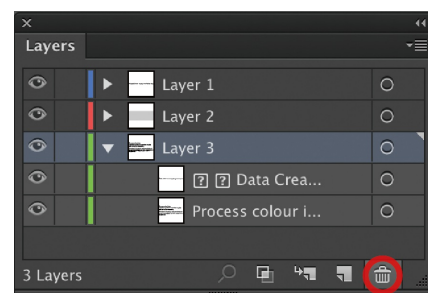 Layers
Layer 1
Layer 2
Layer 3
? ? Data Crea...
Process colour i...
3 Layers